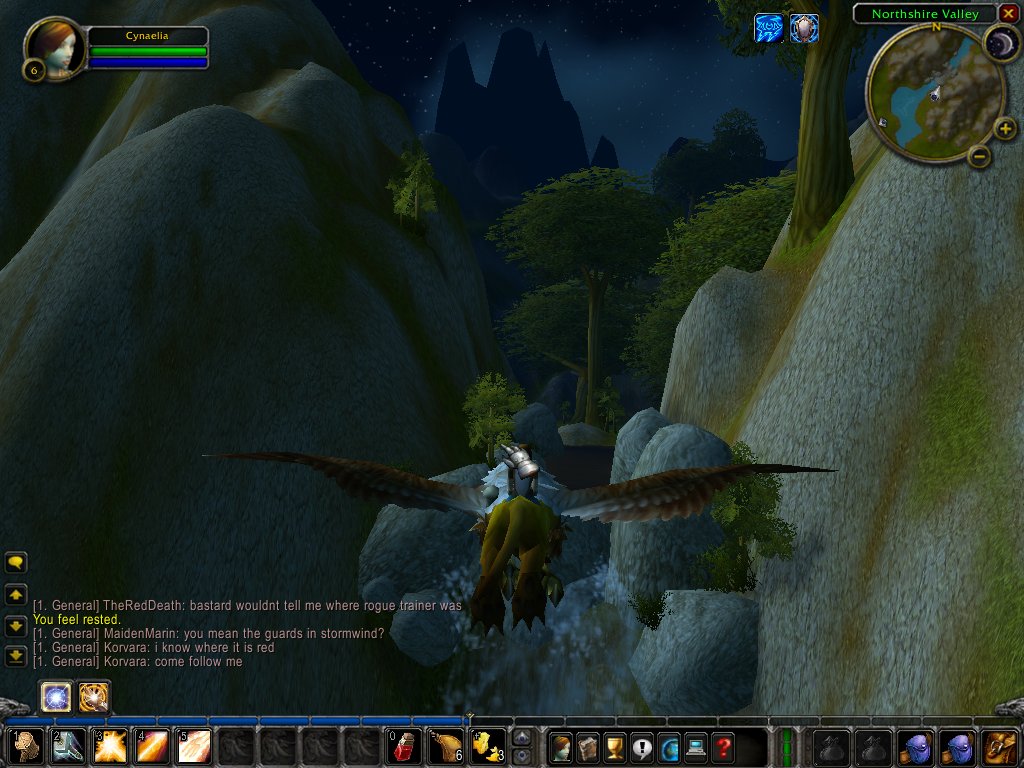 Cynaelia
6
Northshire Valley
N
[1. General] TheRedDeath: bastard wouldnt tell me where rogue trainer was
You feel rested.
[1. General] MaidenMarin: you mean the guards in stormwind?
[1. General] Korvara: i know where it is red
[1. General] Korvara: come follow me
1 2 3 4 5 0 6 3